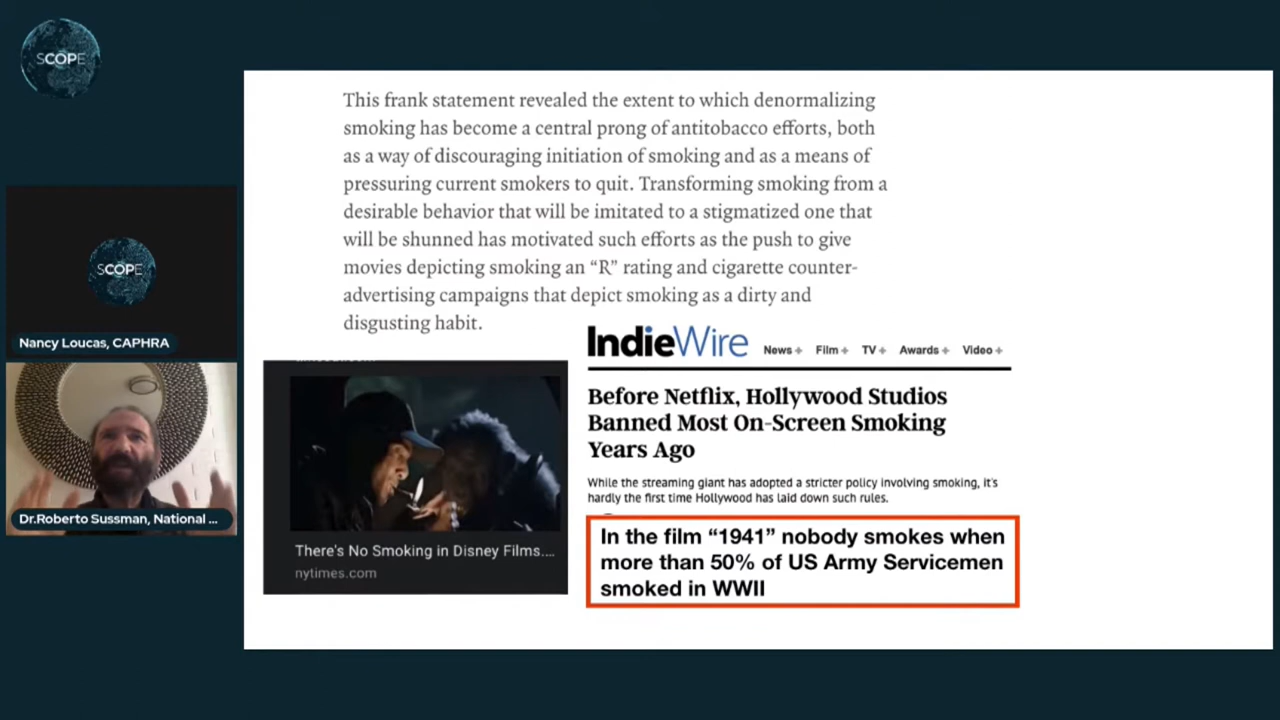 SCOPE
This frank statement revealed the extent to which denormalizing
smoking has become a central prong of antitobacco efforts, both
as a way of discouraging initiation of smoking and as a means of
pressuring current smokers to quit. Transforming smoking from a
desirable behavior that will be imitated to a stigmatized one that
will be shunned has motivated such efforts as the push to give
movies depicting smoking an “R” rating and cigarette counter-
advertising campaigns that depict smoking as a dirty and
disgusting habit.
SCOPE
Nancy Loucas, CAPHRA
Dr.Roberto Sussman, National ...
There's No Smoking in Disney Films....
nytimes.com
IndieWire News+ Film+ TV+ Awards+ Video+
Before Netflix, Hollywood Studios
Banned Most On-Screen Smoking
Years Ago
While the streaming giant has adopted a stricter policy involving smoking, it's
hardly the first time Hollywood has laid down such rules.
In the film “1941” nobody smokes when
more than 50% of US Army Servicemen
smoked in WWII